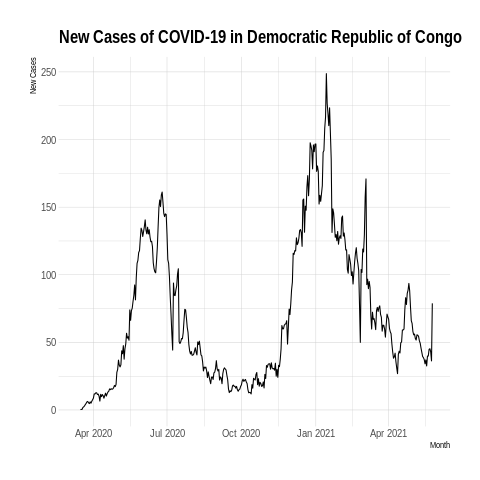 New Cases of COVID-19 in Democratic Republic of Congo
New Cases
250
200
150
100
50
0
Apr 2020
Jul 2020
Oct 2020
Jan 2021
Apr 2021
Month